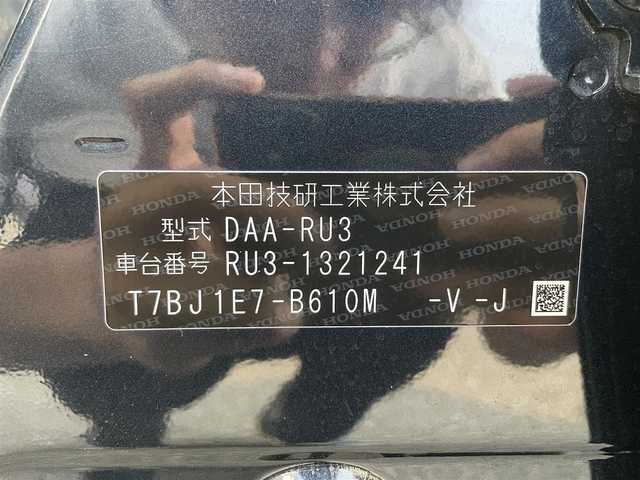 本田技研工業株式会社
型式 DAA-RU3
車台番号 RU3-1321241
T7BJ1E7-B610M -V -J